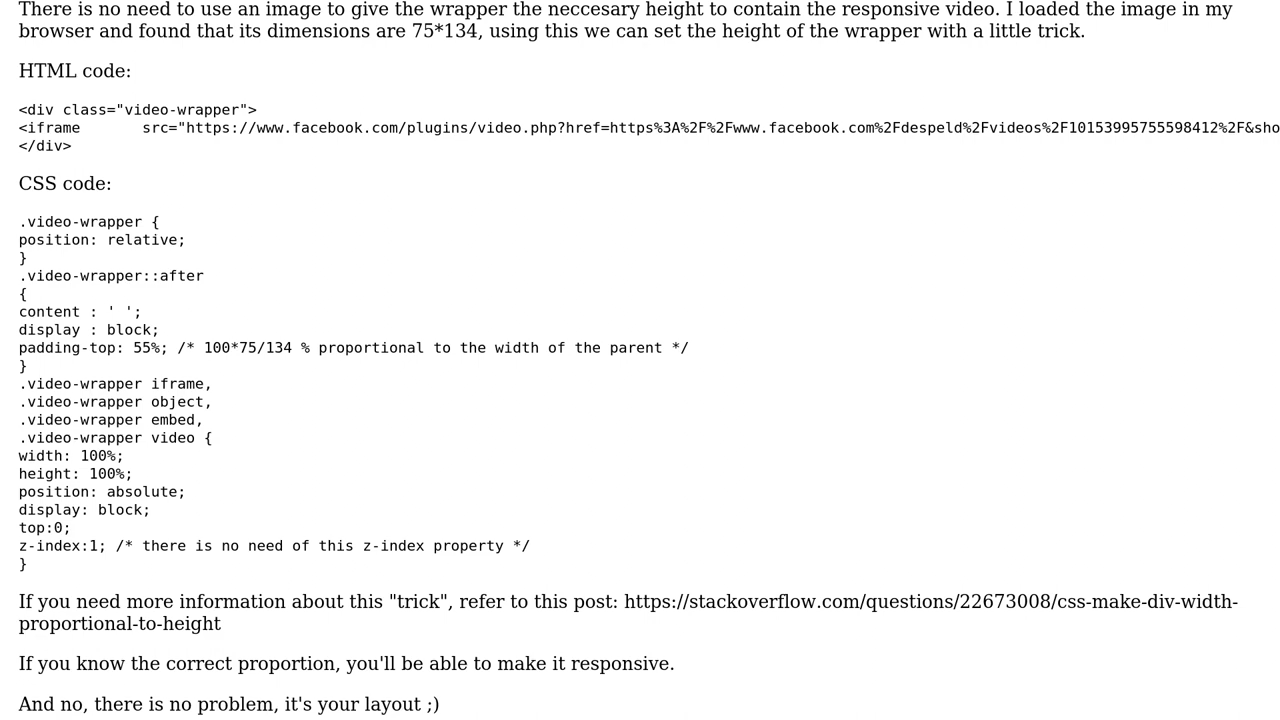 There is no need to use an image to give the wrapper the neccesary height to contain the responsive video. I loaded the image in my
browser and found that its dimensions are 75*134, using this we can set the height of the wrapper with a little trick.
HTML code:
<div class="video-wrapper">
<iframe       src="https://www.facebook.com/plugins/video.php?href=https%3A%2F%2Fwww.facebook.com%2Fdespeld%2Fvideos%2F10153995755598412%2F&sho
</div>
CSS code:
.video-wrapper {
position: relative;
}
.video-wrapper::after
{
content : ' ';
display : block;
padding-top: 55%; /* 100*75/134 % proportional to the width of the parent */
}
.video-wrapper iframe,
.video-wrapper object,
.video-wrapper embed,
.video-wrapper video {
width: 100%;
height: 100%;
position: absolute;
display: block;
top:0;
z-index:1; /* there is no need of this z-index property */
}
If you need more information about this "trick", refer to this post: https://stackoverflow.com/questions/22673008/css-make-div-width-
proportional-to-height
If you know the correct proportion, you'll be able to make it responsive.
And no, there is no problem, it's your layout ;)